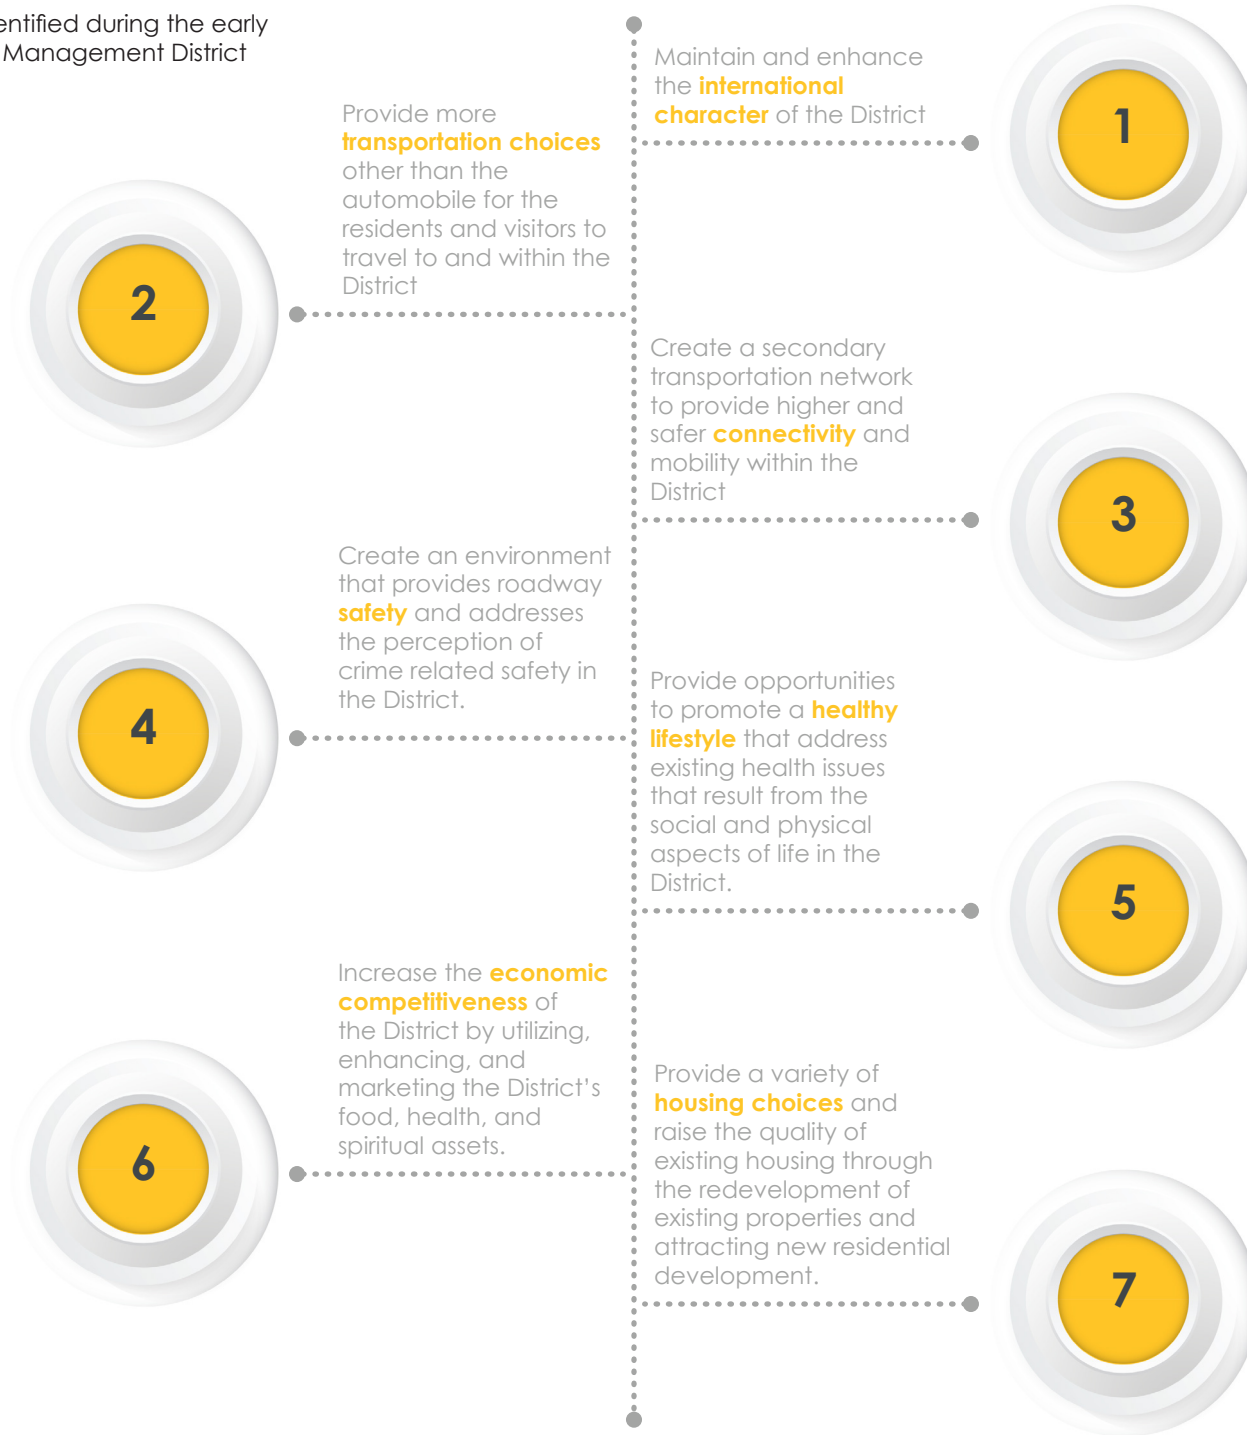 entified during the early
Management District
Maintain and enhance
the international
character of the District
1
Provide more
transportation choices
other than the
automobile for the
residents and visitors to
travel to and within the
District
2
Create a secondary
transportation network
to provide higher and
safer connectivity and
mobility within the
District
3
Create an environment
that provides roadway
safety and addresses
the perception of
crime related safety in
the District.
4
Provide opportunities
to promote a healthy
lifestyle that address
existing health issues
that result from the
social and physical
aspects of life in the
District.
5
Increase the economic
competitiveness of
the District by utilizing,
enhancing, and
marketing the District's
food, health, and
spiritual assets.
6
Provide a variety of
housing choices and
raise the quality of
existing housing through
the redevelopment of
existing properties and
attracting new residential
development.
7